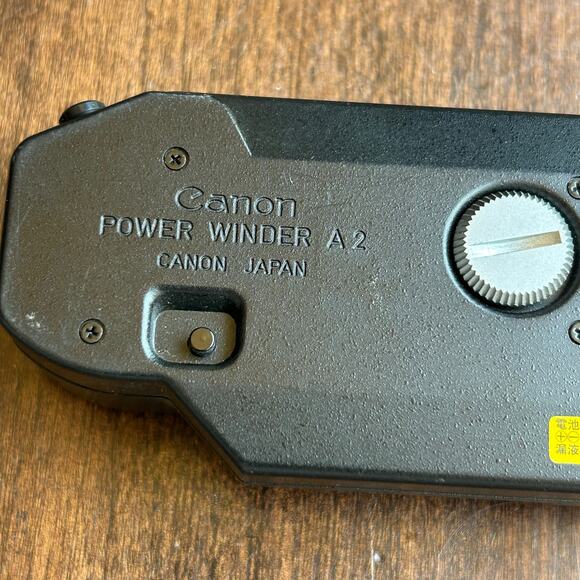 Canon
POWER WINDER A2
CANON JAPAN
電池
⊕⊖
漏液